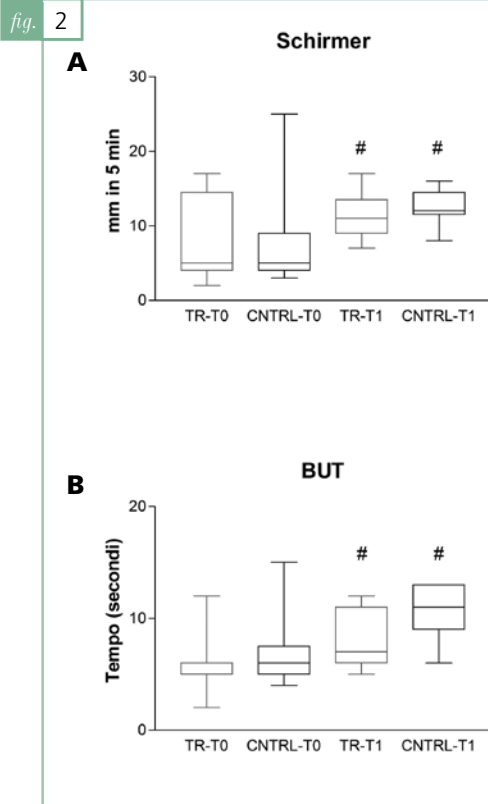 fig. 2
A
Schirmer
mm in 5 min
30
20
10
0
# #
TR-T0 CNTRL-T0 TR-T1 CNTRL-T1
B
BUT
Tempo (secondi)
20
10
0
# #
TR-T0 CNTRL-T0 TR-T1 CNTRL-T1